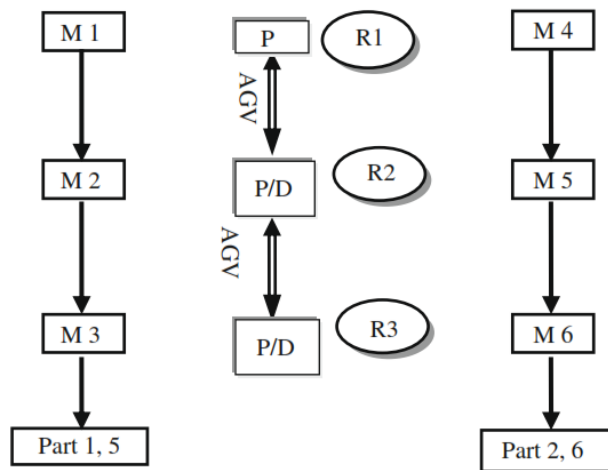 M 1
P
R1
M 4
AGV
M 2
P/D
R2
M 5
AGV
M 3
P/D
R3
M 6
Part 1, 5
Part 2, 6